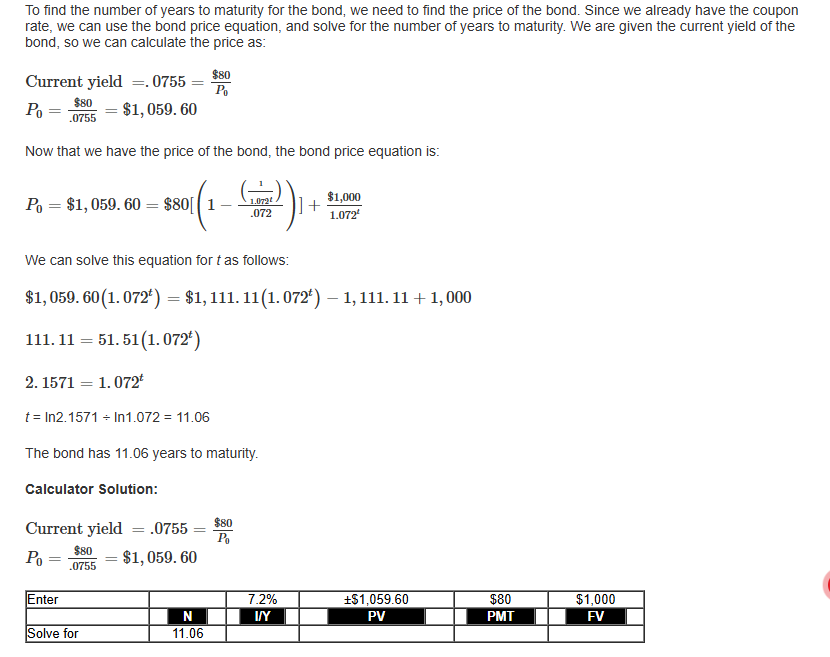 To find the number of years to maturity for the bond, we need to find the price of the bond. Since we already have the coupon
rate, we can use the bond price equation, and solve for the number of years to maturity. We are given the current yield of the
bond, so we can calculate the price as:
Current yield = .0755 = $80 / P₀
P₀ = $80 / .0755 = $1,059.60
Now that we have the price of the bond, the bond price equation is:
P₀ = $1,059.60 = $80[(1 − (1 / 1.072ᵗ) / .072)] + $1,000 / 1.072ᵗ
We can solve this equation for t as follows:
$1,059.60(1.072ᵗ) = $1,111.11(1.072ᵗ) − 1,111.11 + 1,000
111.11 = 51.51(1.072ᵗ)
2.1571 = 1.072ᵗ
t = ln2.1571 ÷ ln1.072 = 11.06
The bond has 11.06 years to maturity.
Calculator Solution:
Current yield = .0755 = $80 / P₀
P₀ = $80 / .0755 = $1,059.60
Enter 7.2% ±$1,059.60 $80 $1,000
N I/Y PV PMT FV
Solve for 11.06